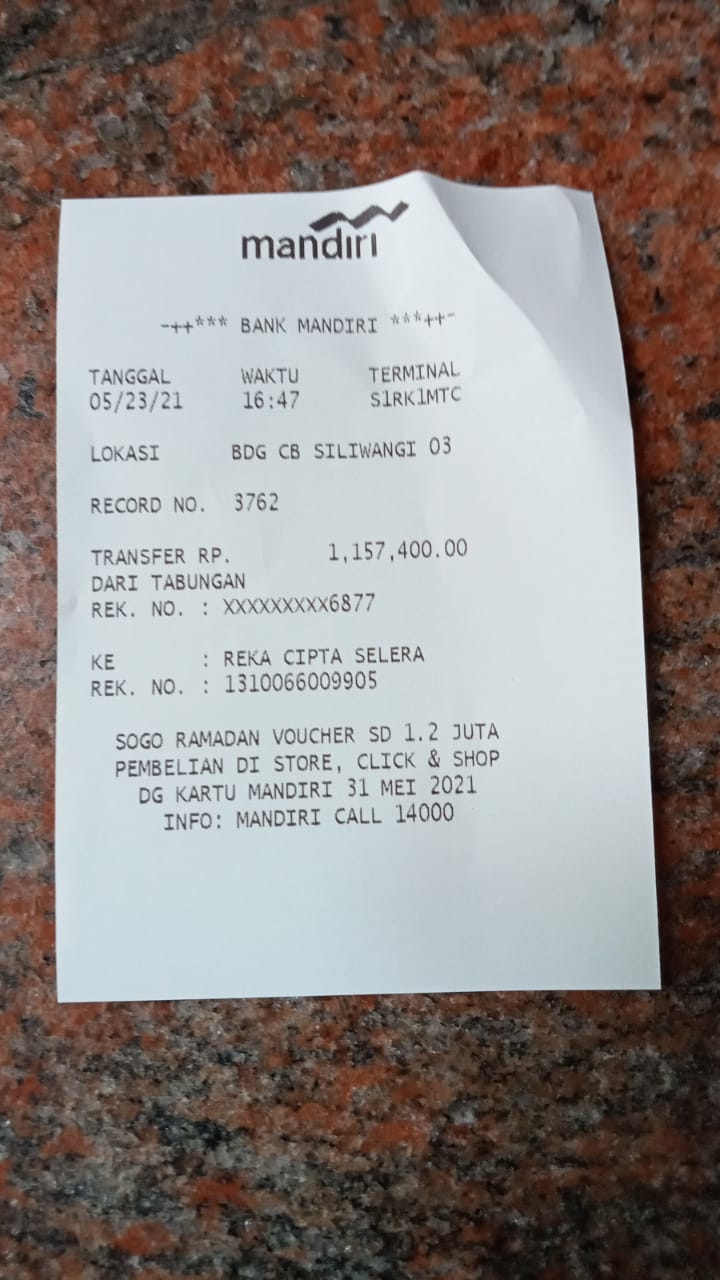 mandiri
-++*** BANK MANDIRI ***++-
TANGGAL WAKTU TERMINAL
05/23/21 16:47 S1RK1MTC
LOKASI BDG CB SILIWANGI 03
RECORD NO. 3762
TRANSFER RP. 1,157,400.00
DARI TABUNGAN
REK. NO. : XXXXXXXXX6877
KE : REKA CIPTA SELERA
REK. NO. : 1310066009905
SOGO RAMADAN VOUCHER SD 1.2 JUTA
PEMBELIAN DI STORE, CLICK & SHOP
DG KARTU MANDIRI 31 MEI 2021
INFO: MANDIRI CALL 14000